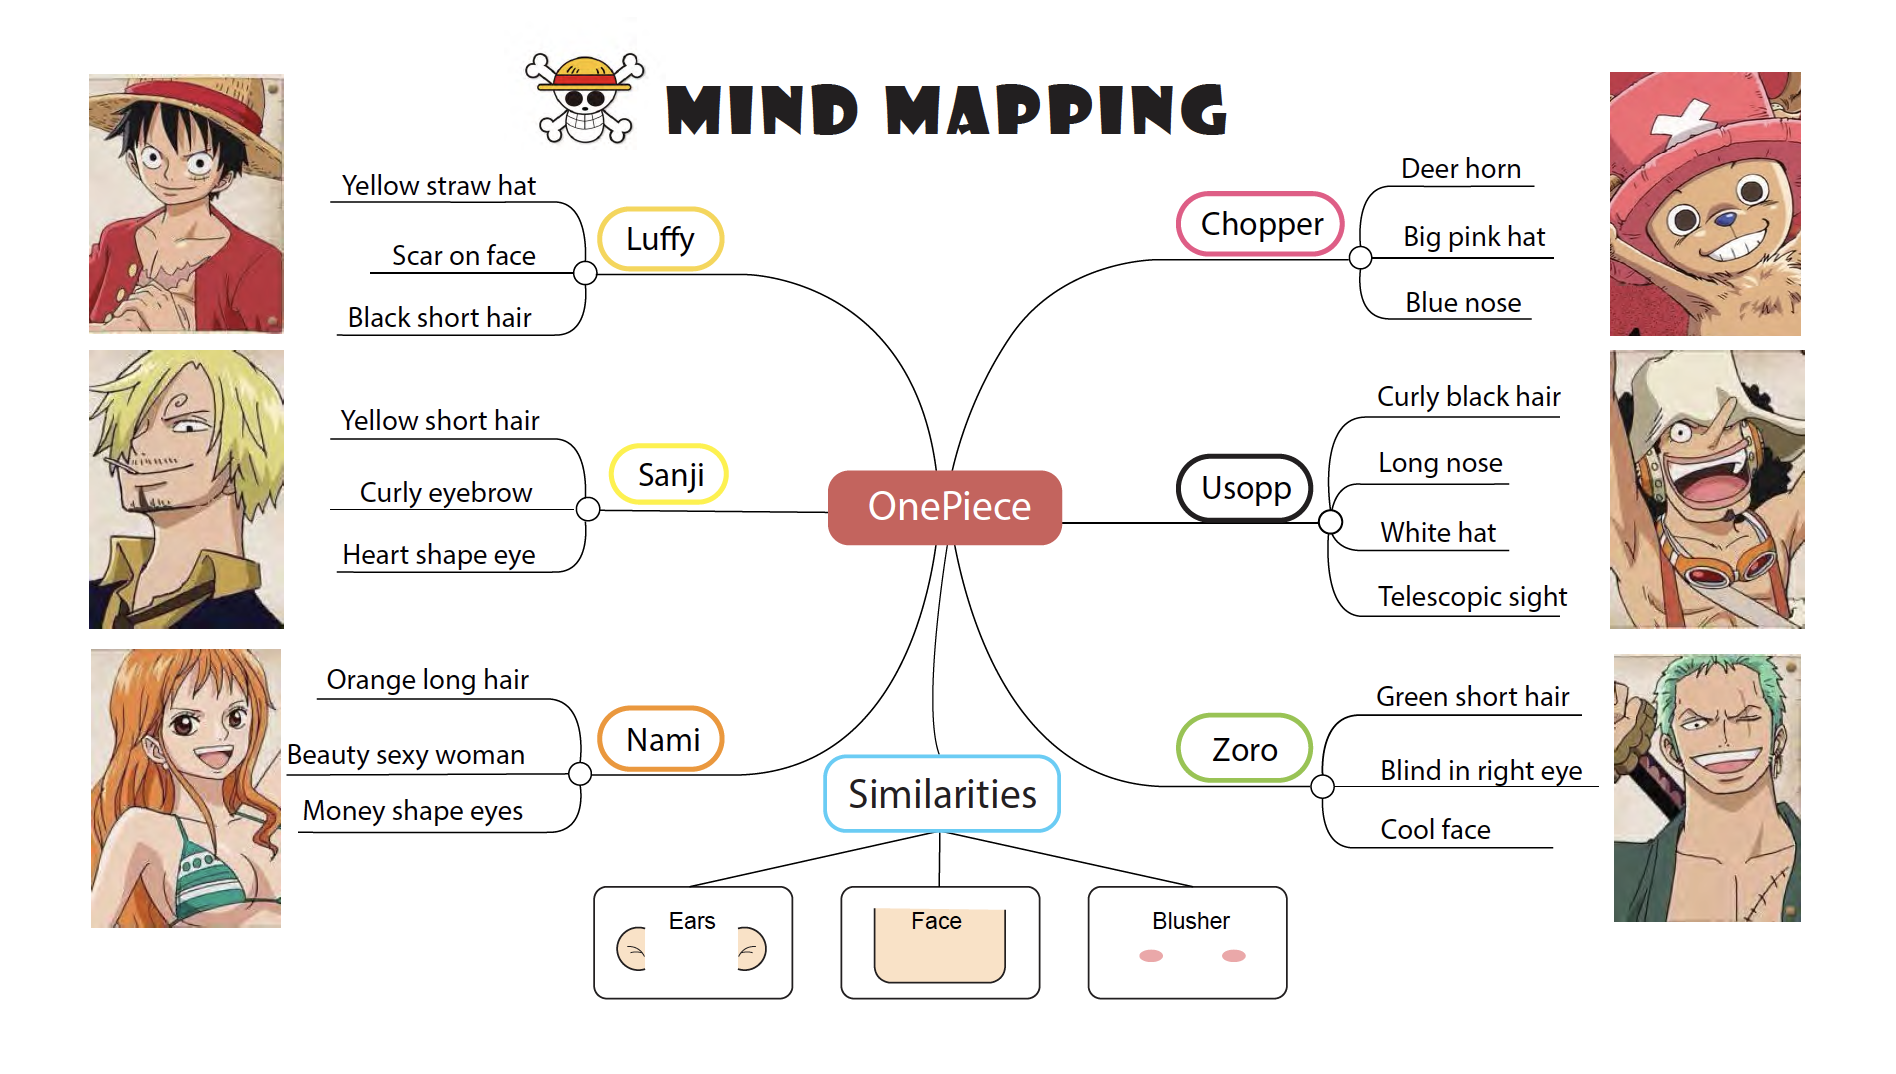 MIND MAPPING
Luffy
Yellow straw hat
Scar on face
Black short hair
Sanji
Yellow short hair
Curly eyebrow
Heart shape eye
Nami
Orange long hair
Beauty sexy woman
Money shape eyes
OnePiece
Chopper
Deer horn
Big pink hat
Blue nose
Usopp
Curly black hair
Long nose
White hat
Telescopic sight
Zoro
Green short hair
Blind in right eye
Cool face
Similarities
Ears
Face
Blusher